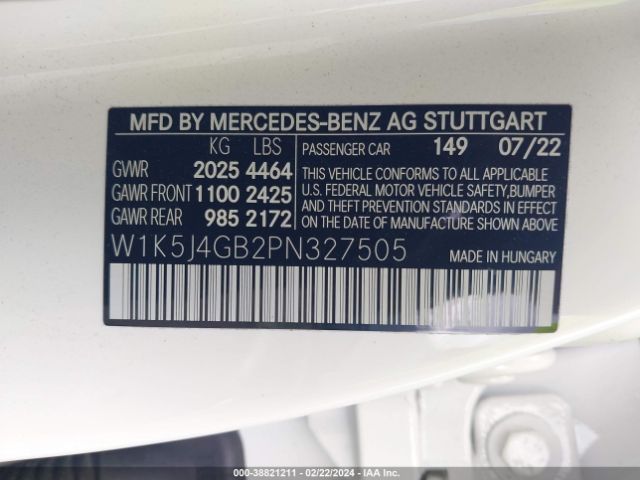 MFD BY MERCEDES-BENZ AG STUTTGART
KG LBS
GVWR 2025 4464
GAWR FRONT 1100 2425
GAWR REAR 985 2172
PASSENGER CAR 149 07/22
THIS VEHICLE CONFORMS TO ALL APPLICABLE
U.S. FEDERAL MOTOR VEHICLE SAFETY,BUMPER
AND THEFT PREVENTION STANDARDS IN EFFECT
ON THE DATE OF MANUFACTURE SHOWN ABOVE.
W1K5J4GB2PN327505
MADE IN HUNGARY
000-38821211 - 02/22/2024 - IAA Inc.